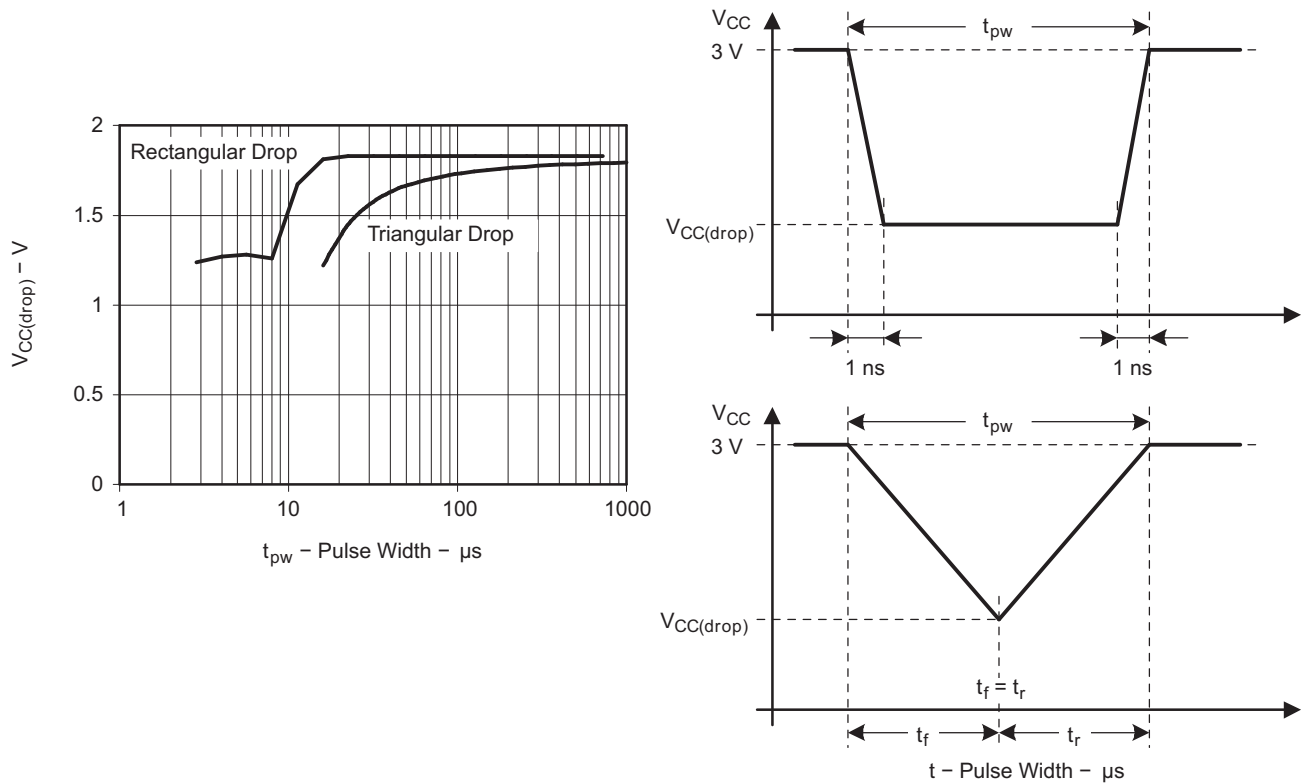 2
1.5
1
0.5
0
1
10
100
1000
Rectangular Drop
Triangular Drop
VCC(drop) − V
tpw − Pulse Width − µs
VCC
3 V
tpw
VCC(drop)
1 ns
1 ns
VCC
3 V
tpw
VCC(drop)
tf = tr
tf
tr
t − Pulse Width − µs